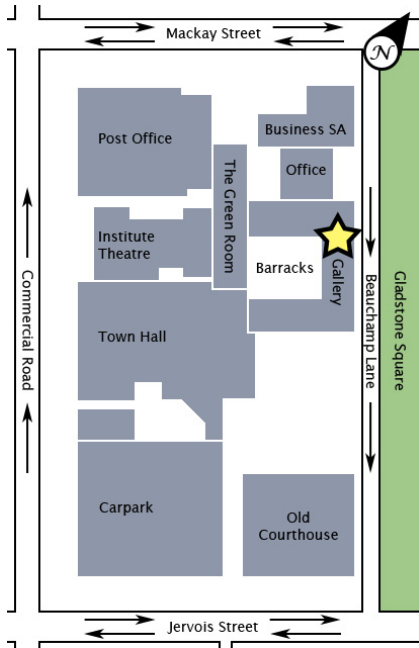 Mackay Street
N
Post Office
Business SA
Office
The Green Room
Institute
Theatre
Barracks
Gallery
Commercial Road
Beauchamp Lane
Gladstone Square
Town Hall
Carpark
Old
Courthouse
Jervois Street